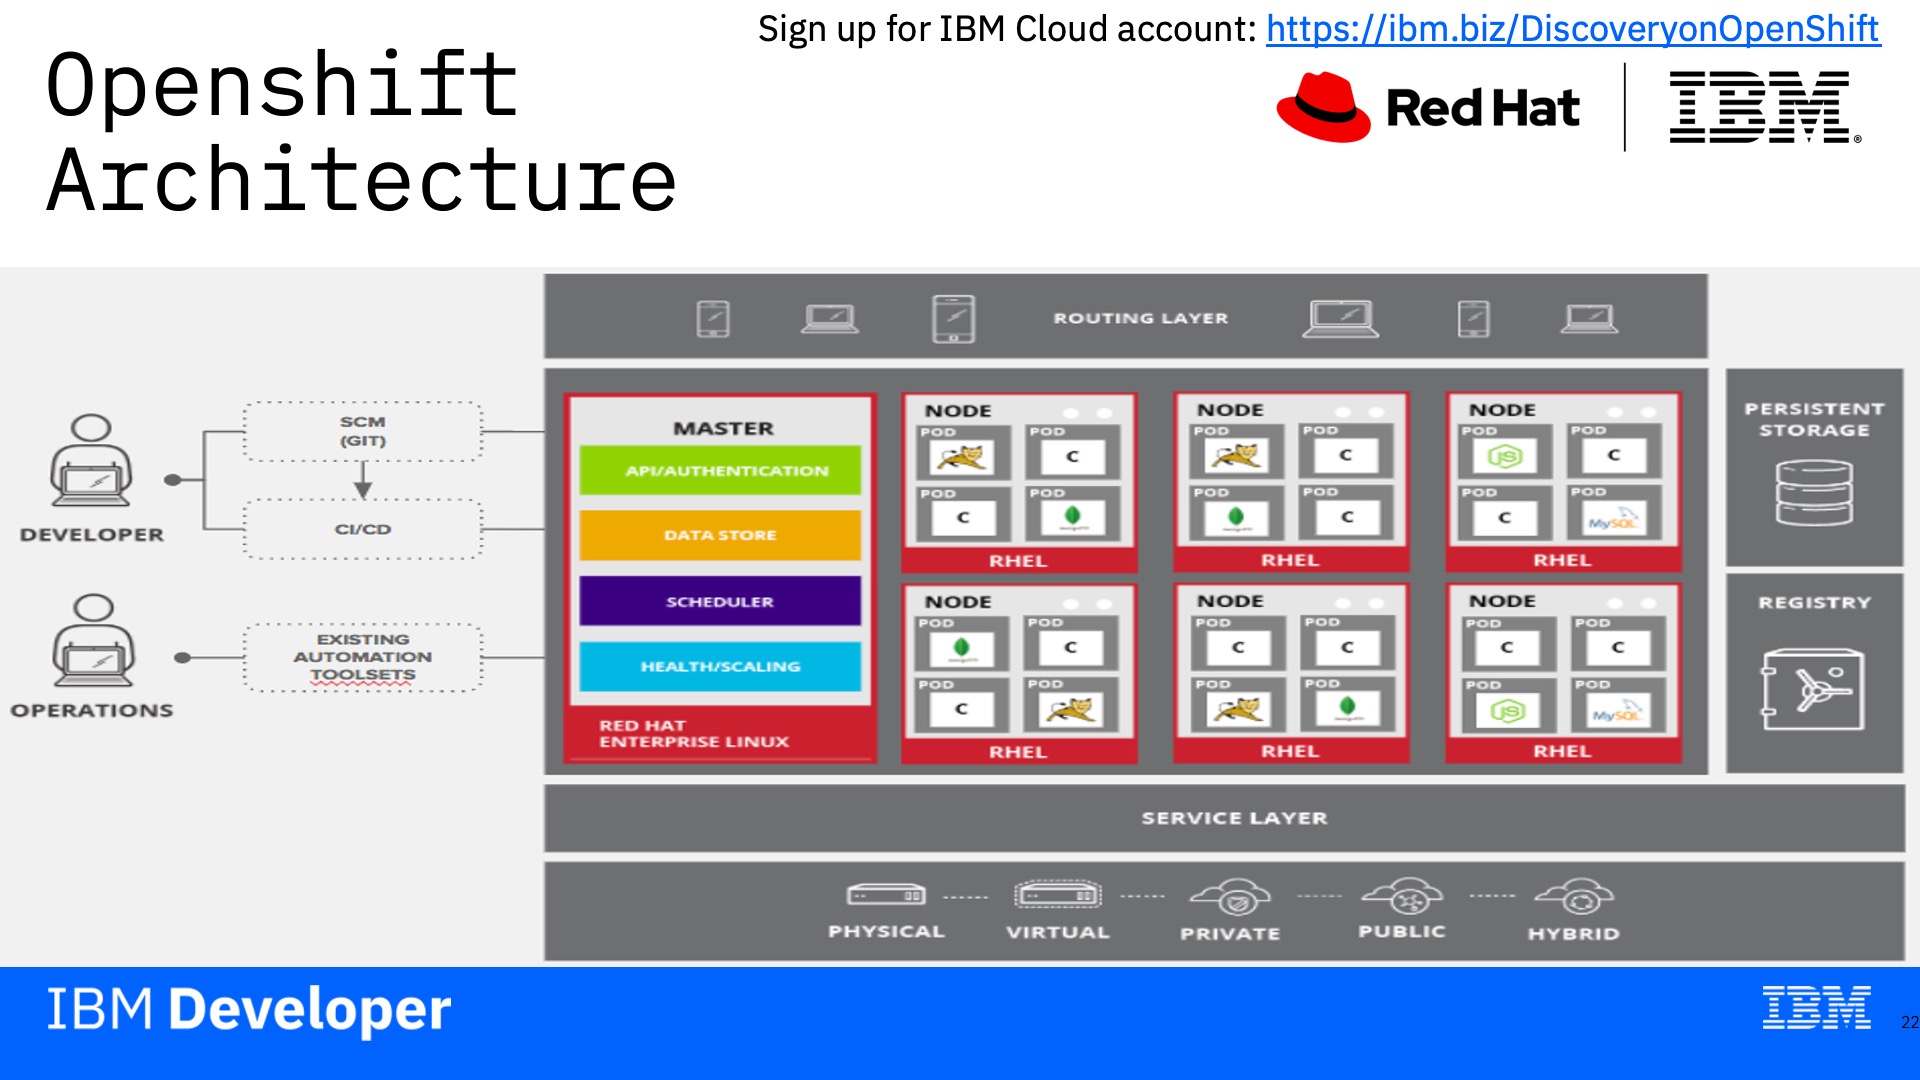 Sign up for IBM Cloud account: https://ibm.biz/DiscoveryonOpenShift
Openshift
Architecture
Red Hat
IBM®
ROUTING LAYER
DEVELOPER
SCM
(GIT)
CI/CD
OPERATIONS
EXISTING
AUTOMATION
TOOLSETS
MASTER
API/AUTHENTICATION
DATA STORE
SCHEDULER
HEALTH/SCALING
RED HAT
ENTERPRISE LINUX
NODE
POD
POD
C
POD
C
POD
RHEL
NODE
POD
POD
C
POD
POD
C
RHEL
NODE
POD
JS
POD
C
POD
C
POD
MySQL
RHEL
NODE
POD
POD
C
POD
C
POD
RHEL
NODE
POD
C
POD
C
POD
POD
RHEL
NODE
POD
C
POD
C
POD
JS
POD
MySQL
RHEL
PERSISTENT
STORAGE
REGISTRY
SERVICE LAYER
PHYSICAL
VIRTUAL
PRIVATE
PUBLIC
HYBRID
IBM Developer
IBM
22